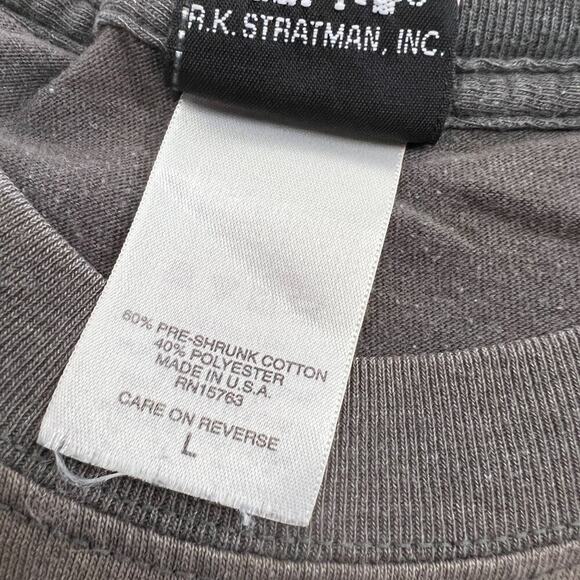 R.K. STRATMAN, INC.
60% PRE-SHRUNK COTTON
40% POLYESTER
MADE IN U.S.A.
RN15763
CARE ON REVERSE
L